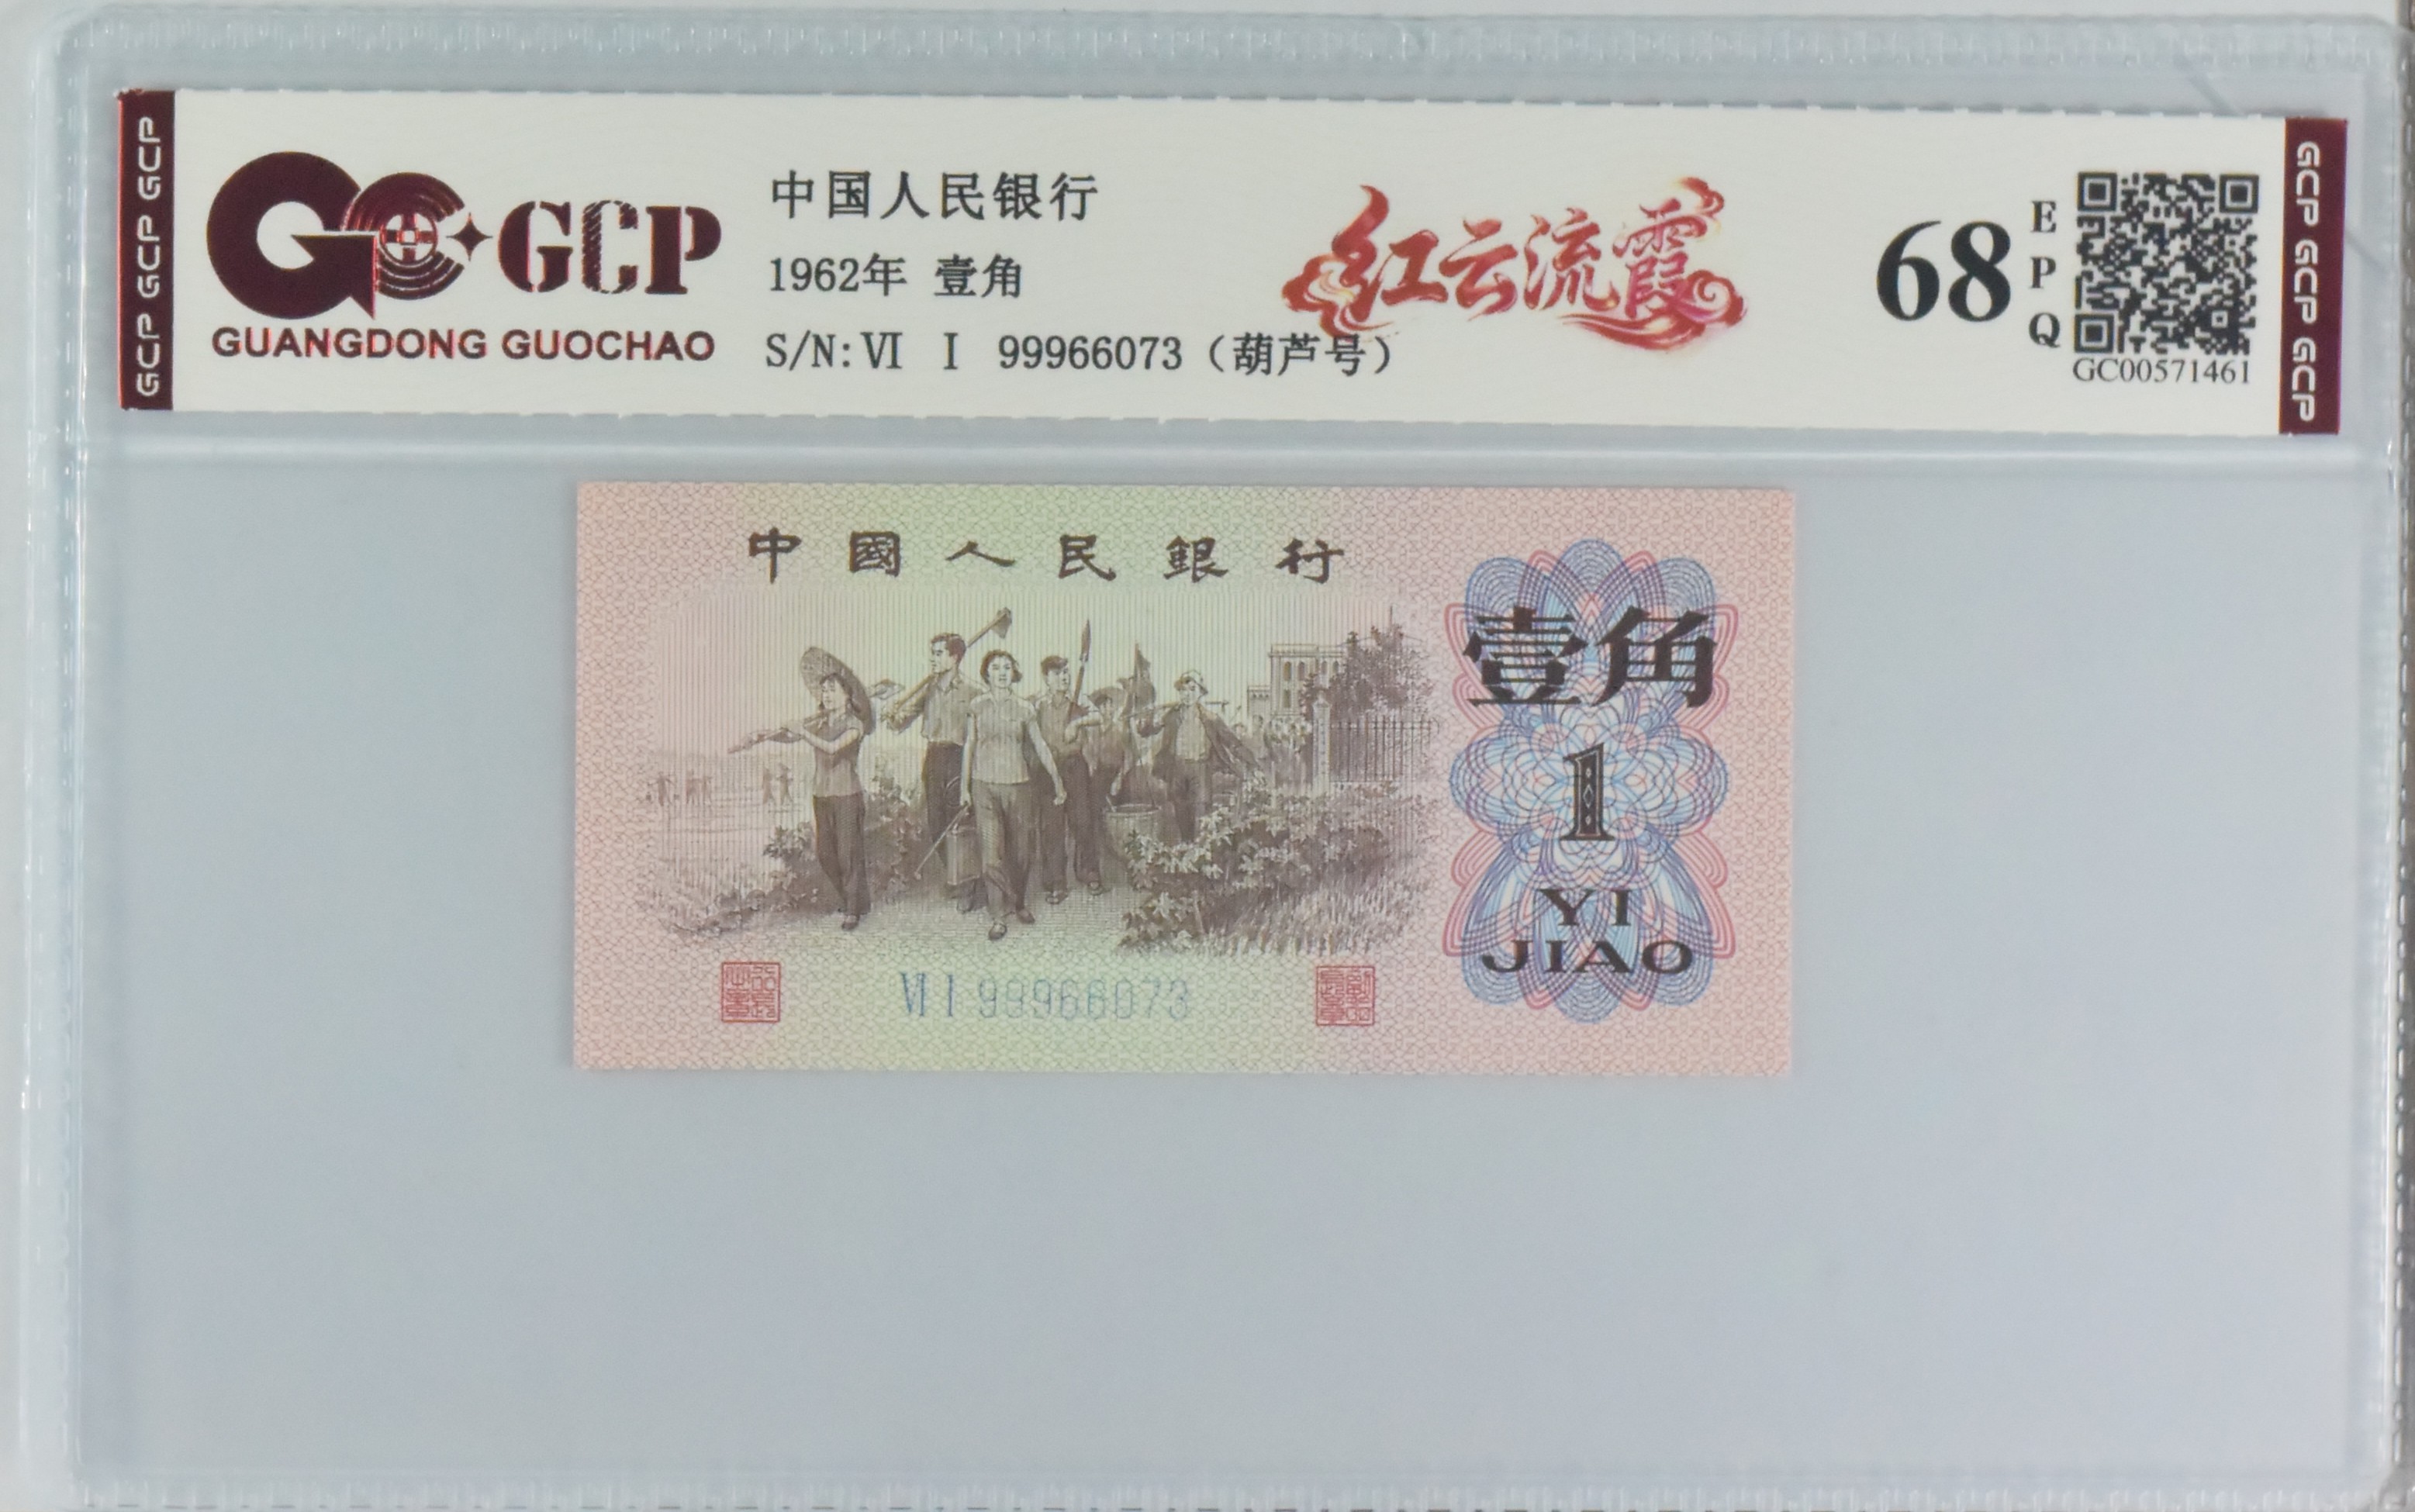 GCP GCP GCP
GCP
GUANGDONG GUOCHAO
中国人民银行
1962年 壹角
S/N: VI I 99966073（葫芦号）
红云流霞
68
EPQ
GC00571461
GCP GCP GCP
中國人民銀行
壹角
1
YI
JIAO
VI I 99966073